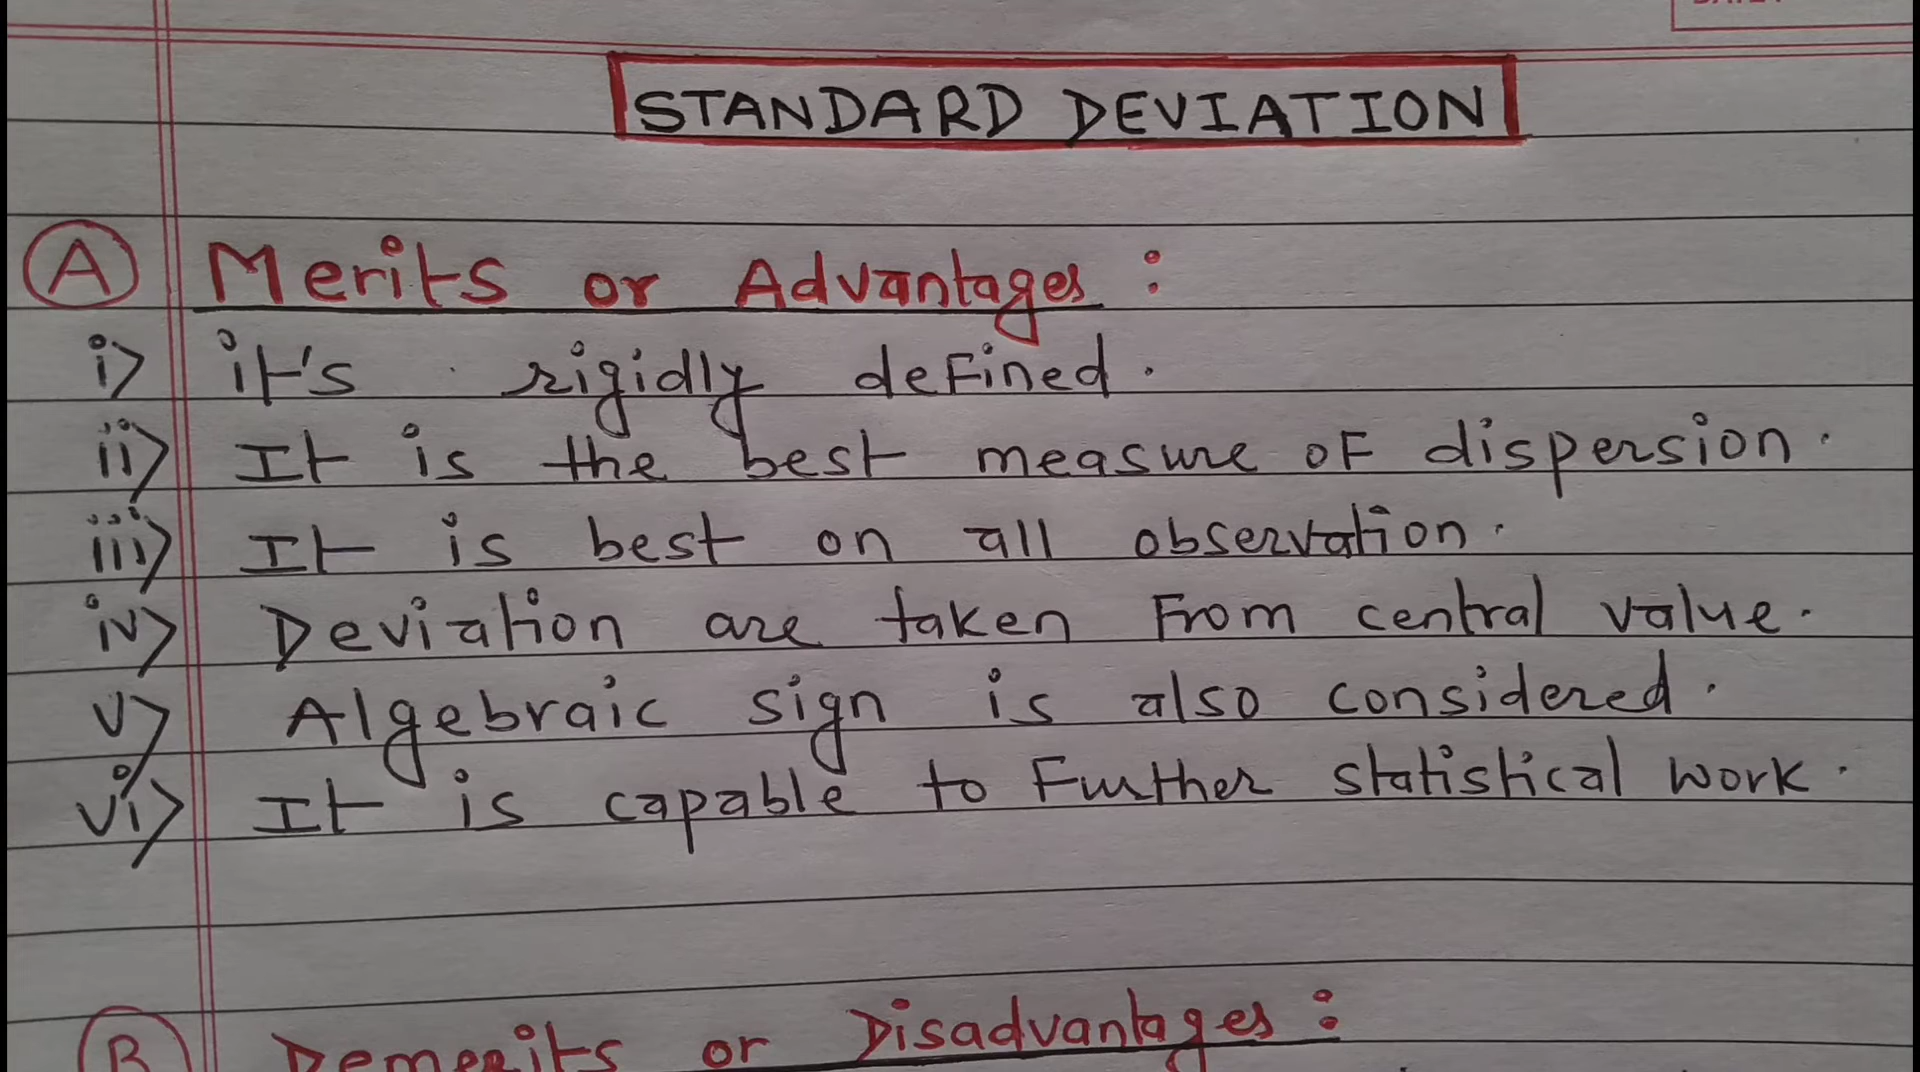 STANDARD DEVIATION
A Merits or Advantages :
i) it's rigidly defined.
ii) It is the best measure of dispersion.
iii) It is best on all observation.
iv) Deviation are taken from central value.
v) Algebraic sign is also considered.
vi) It is capable to further statistical work.
B Demerits or Disadvantages :